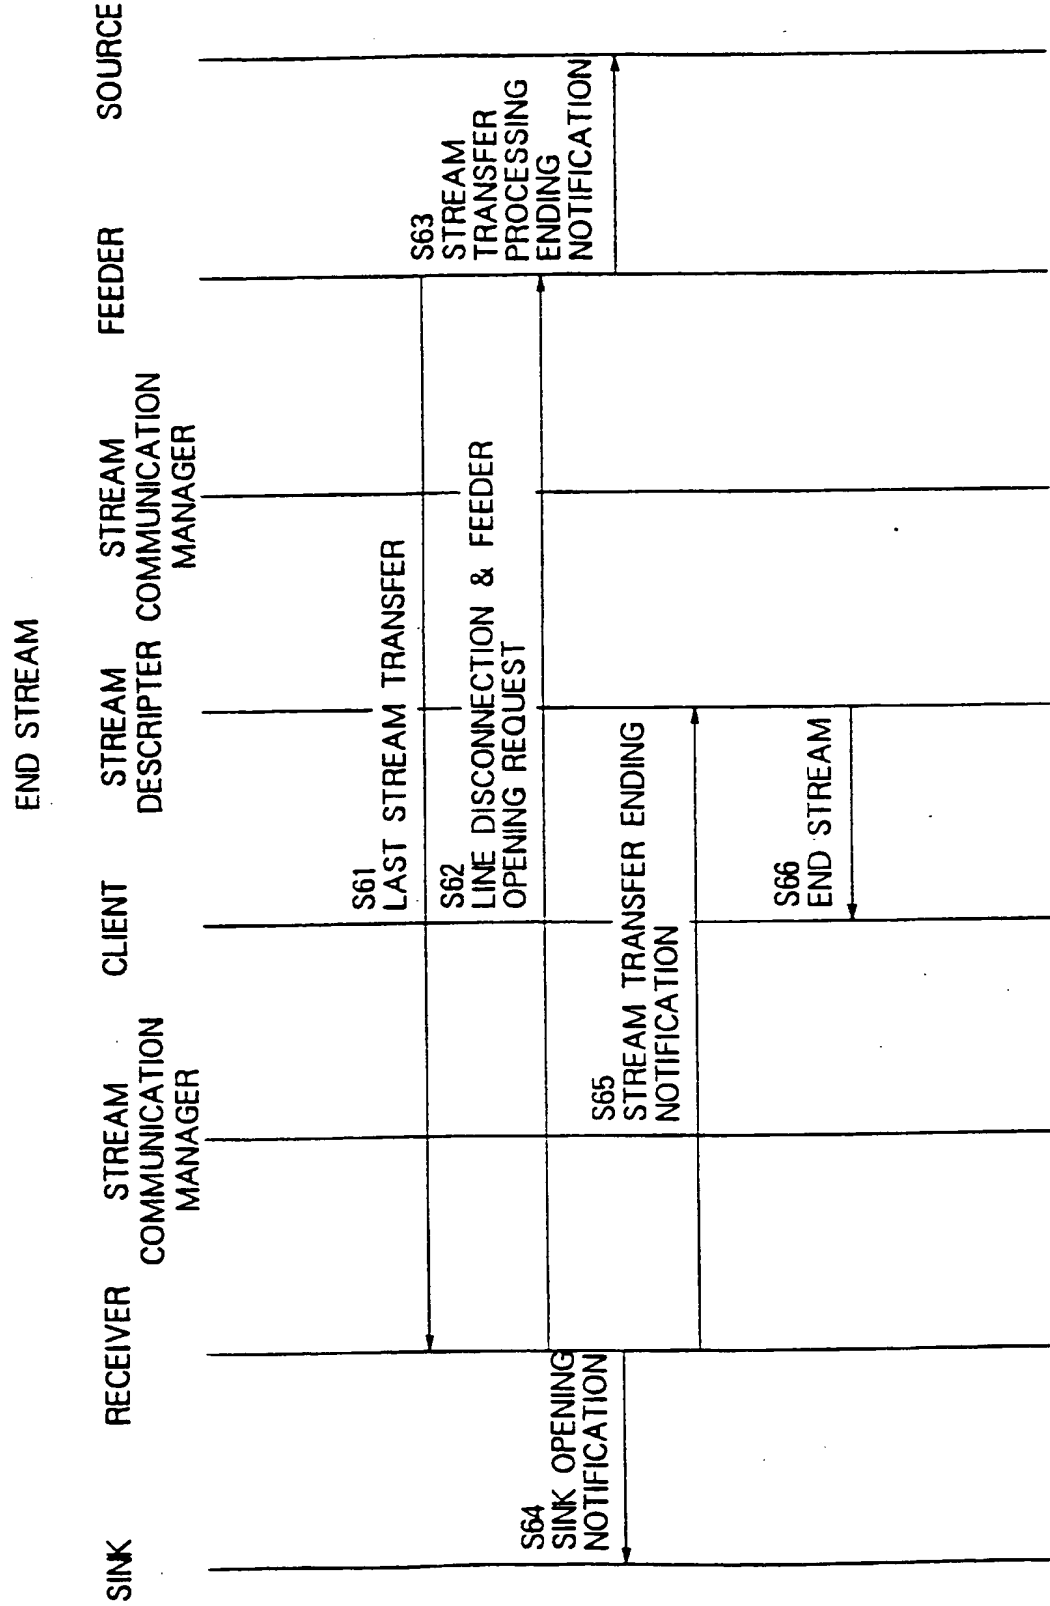 END STREAM
SINK
RECEIVER
STREAM
COMMUNICATION
MANAGER
CLIENT
STREAM
DESCRIPTER
STREAM
COMMUNICATION
MANAGER
FEEDER
SOURCE
S61
LAST STREAM TRANSFER
S62
LINE DISCONNECTION & FEEDER
OPENING REQUEST
S63
STREAM
TRANSFER
PROCESSING
ENDING
NOTIFICATION
S64
SINK OPENING
NOTIFICATION
S65
STREAM TRANSFER ENDING
NOTIFICATION
S66
END STREAM